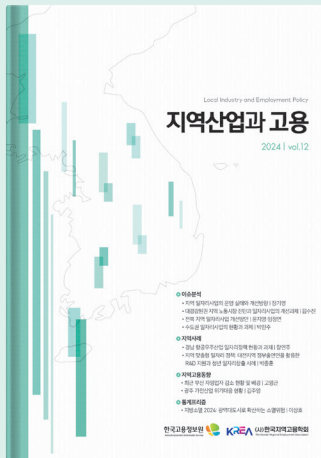 Local Industry and Employment Policy
지역산업과 고용
2024 | vol.12
이슈분석
• 지역 일자리사업의 운영 실태와 개선방향 | 장기영
• 대경강원권 지역 노동시장 진단과 일자리사업의 개선과제 | 김수현
• 전북 지역 일자리사업 개선방안 | 윤지영 임정연
• 수도권 일자리사업의 현황과 과제 | 박진주
지역사례
• 경남 항공우주산업 일자리정책 현황과 과제 |
• 지역 맞춤형 일자리 정책: 대전지역 정부출연연을 활용한
R&D 지원과 청년 일자리창출 사례 | 박종훈
지역고용동향
• 최근 부산 자영업자 감소 현황 및 배경 | 고영근
• 광주 가전산업 위기대응 현황 | 김주영
통계프리즘
• 지방소멸 2024: 광역대도시로 확산하는 소멸위험 | 이상호
한국고용정보원
KREA (사)한국지역고용학회